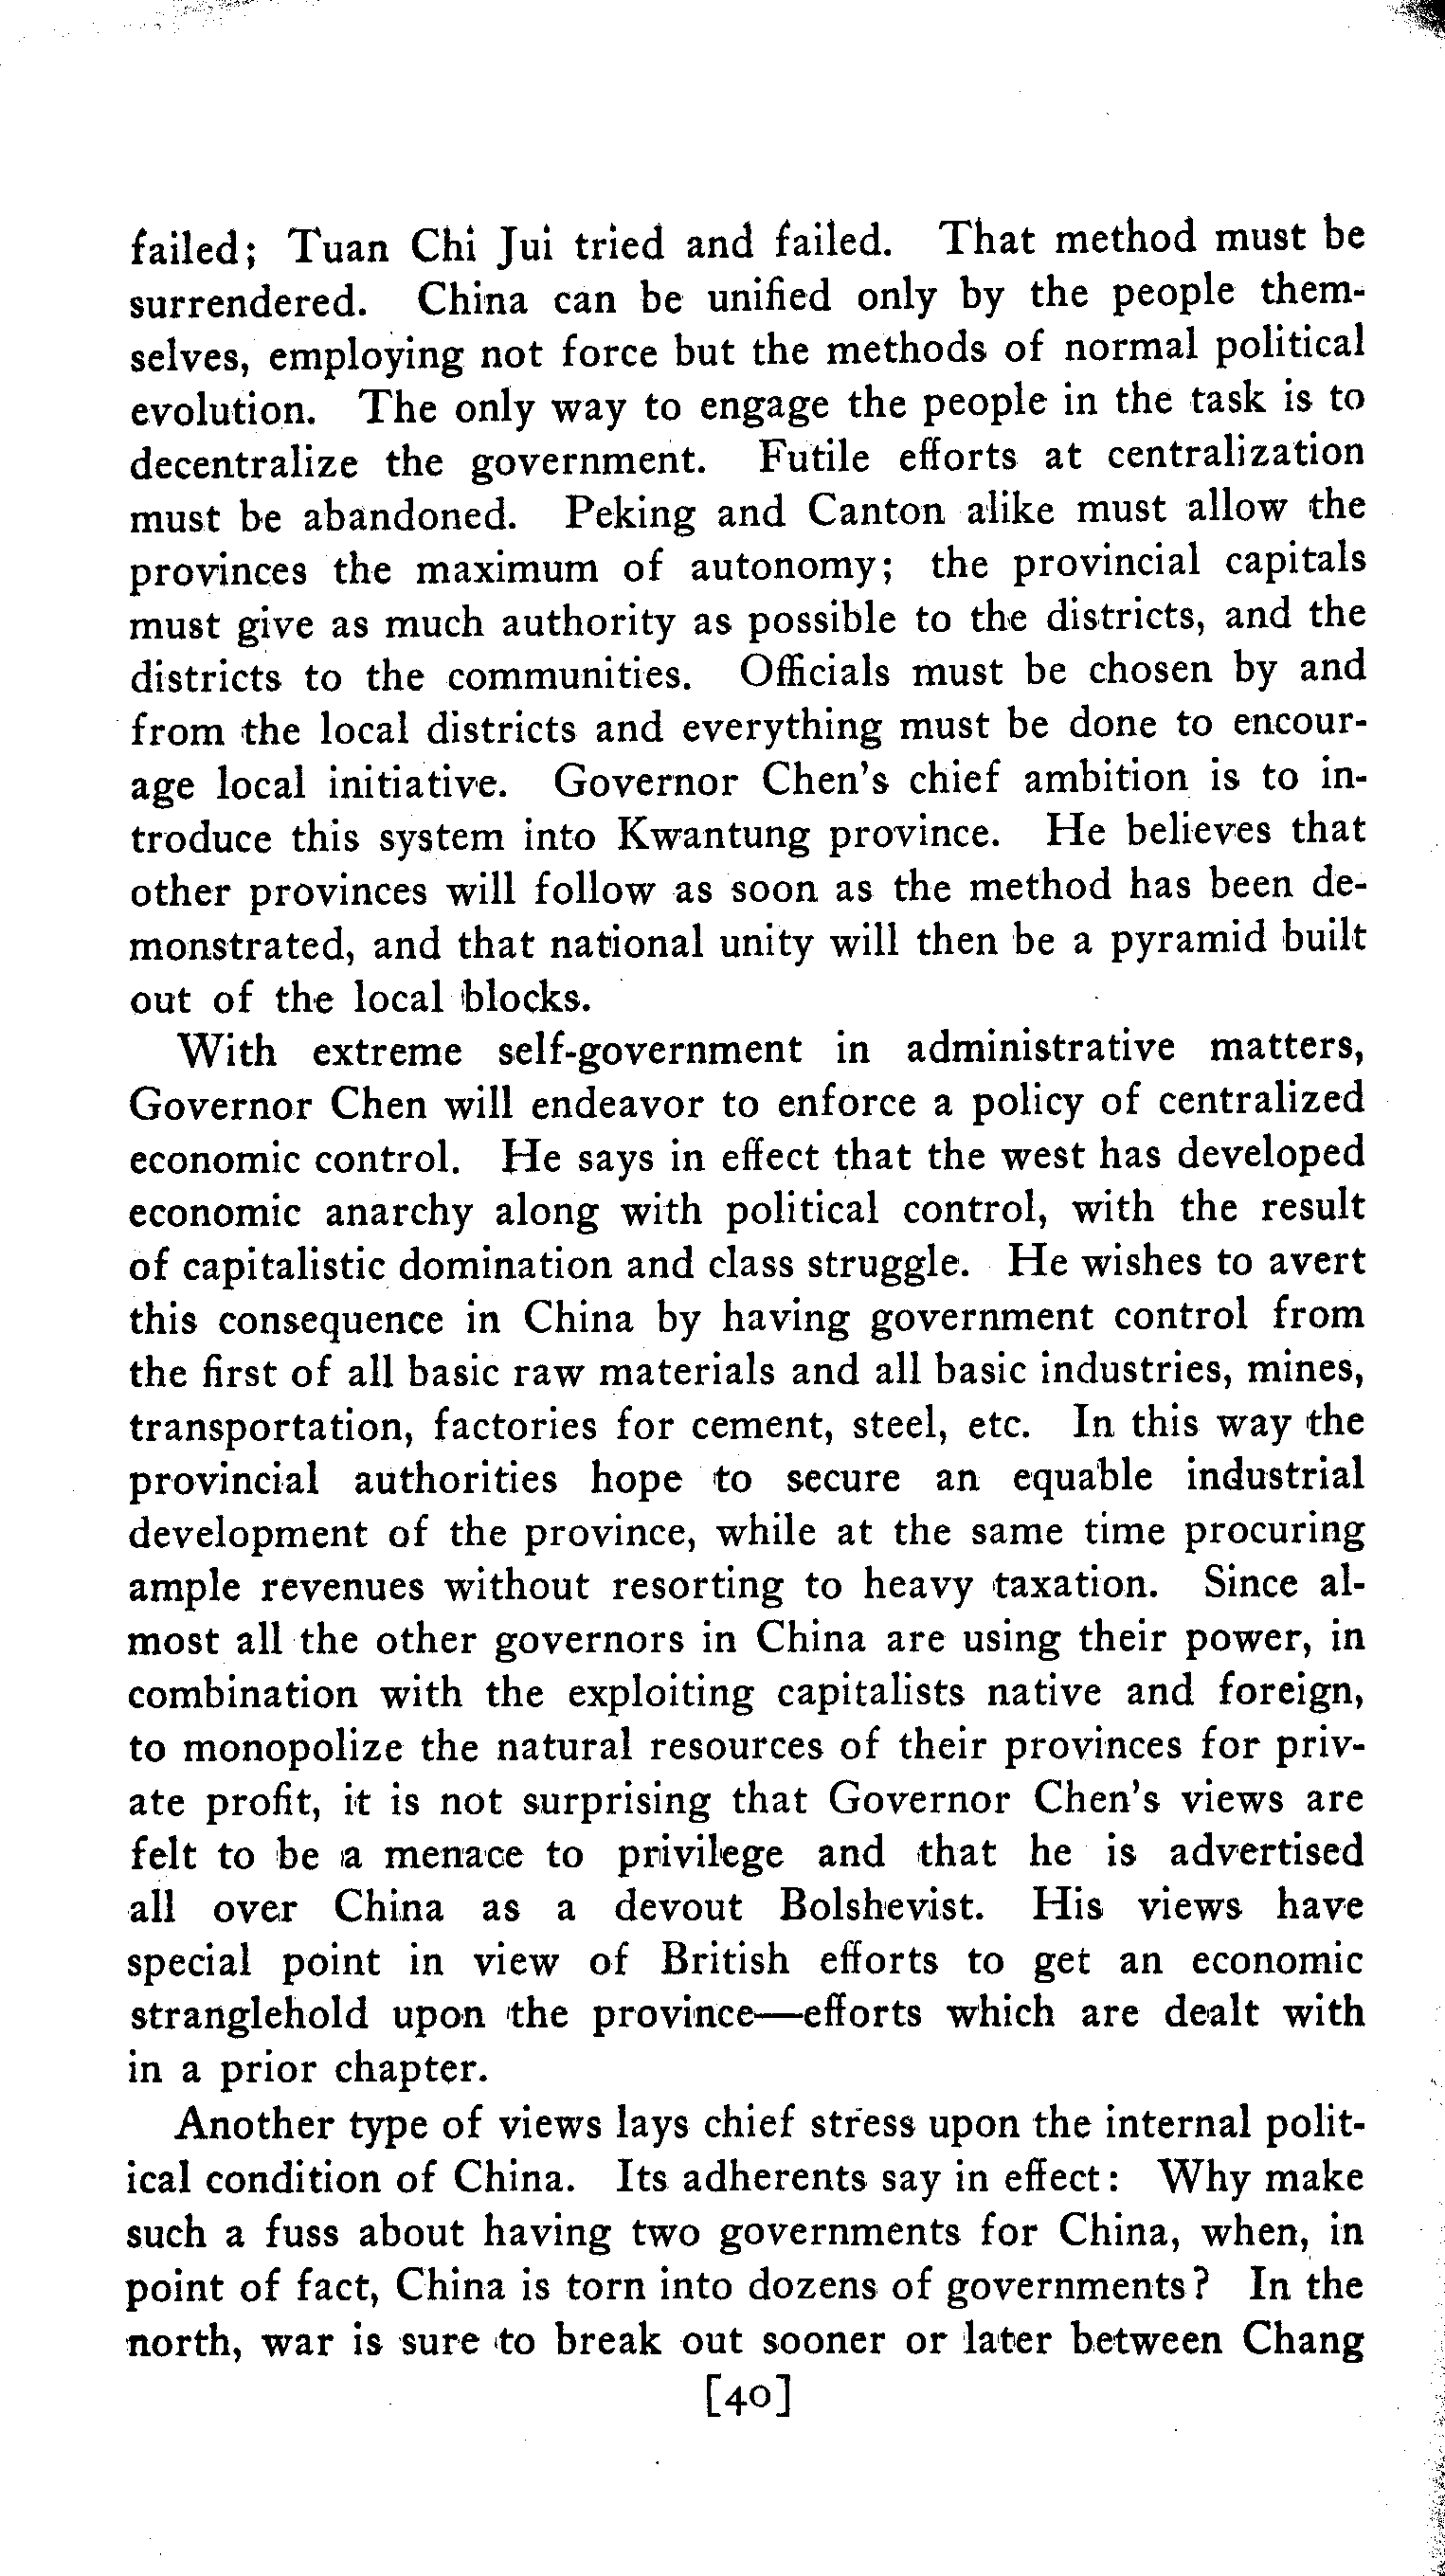 failed; Tuan Chi Jui tried and failed. That method must be
surrendered. China can be unified only by the people them-
selves, employing not force but the methods of normal political
evolution. The only way to engage the people in the task is to
decentralize the government. Futile efforts at centralization
must be abandoned. Peking and Canton alike must allow the
provinces the maximum of autonomy; the provincial capitals
must give as much authority as possible to the districts, and the
districts to the communities. Officials must be chosen by and
from the local districts and everything must be done to encour-
age local initiative. Governor Chen's chief ambition is to in-
troduce this system into Kwantung province. He believes that
other provinces will follow as soon as the method has been de-
monstrated, and that national unity will then be a pyramid built
out of the local blocks.
With extreme self-government in administrative matters,
Governor Chen will endeavor to enforce a policy of centralized
economic control. He says in effect that the west has developed
economic anarchy along with political control, with the result
of capitalistic domination and class struggle. He wishes to avert
this consequence in China by having government control from
the first of all basic raw materials and all basic industries, mines,
transportation, factories for cement, steel, etc. In this way the
provincial authorities hope to secure an equable industrial
development of the province, while at the same time procuring
ample revenues without resorting to heavy taxation. Since al-
most all the other governors in China are using their power, in
combination with the exploiting capitalists native and foreign,
to monopolize the natural resources of their provinces for priv-
ate profit, it is not surprising that Governor Chen's views are
felt to be a menace to privilege and that he is advertised
all over China as a devout Bolshevist. His views have
special point in view of British efforts to get an economic
stranglehold upon the province—efforts which are dealt with
in a prior chapter.
Another type of views lays chief stress upon the internal polit-
ical condition of China. Its adherents say in effect: Why make
such a fuss about having two governments for China, when, in
point of fact, China is torn into dozens of governments? In the
north, war is sure to break out sooner or later between Chang
[40]